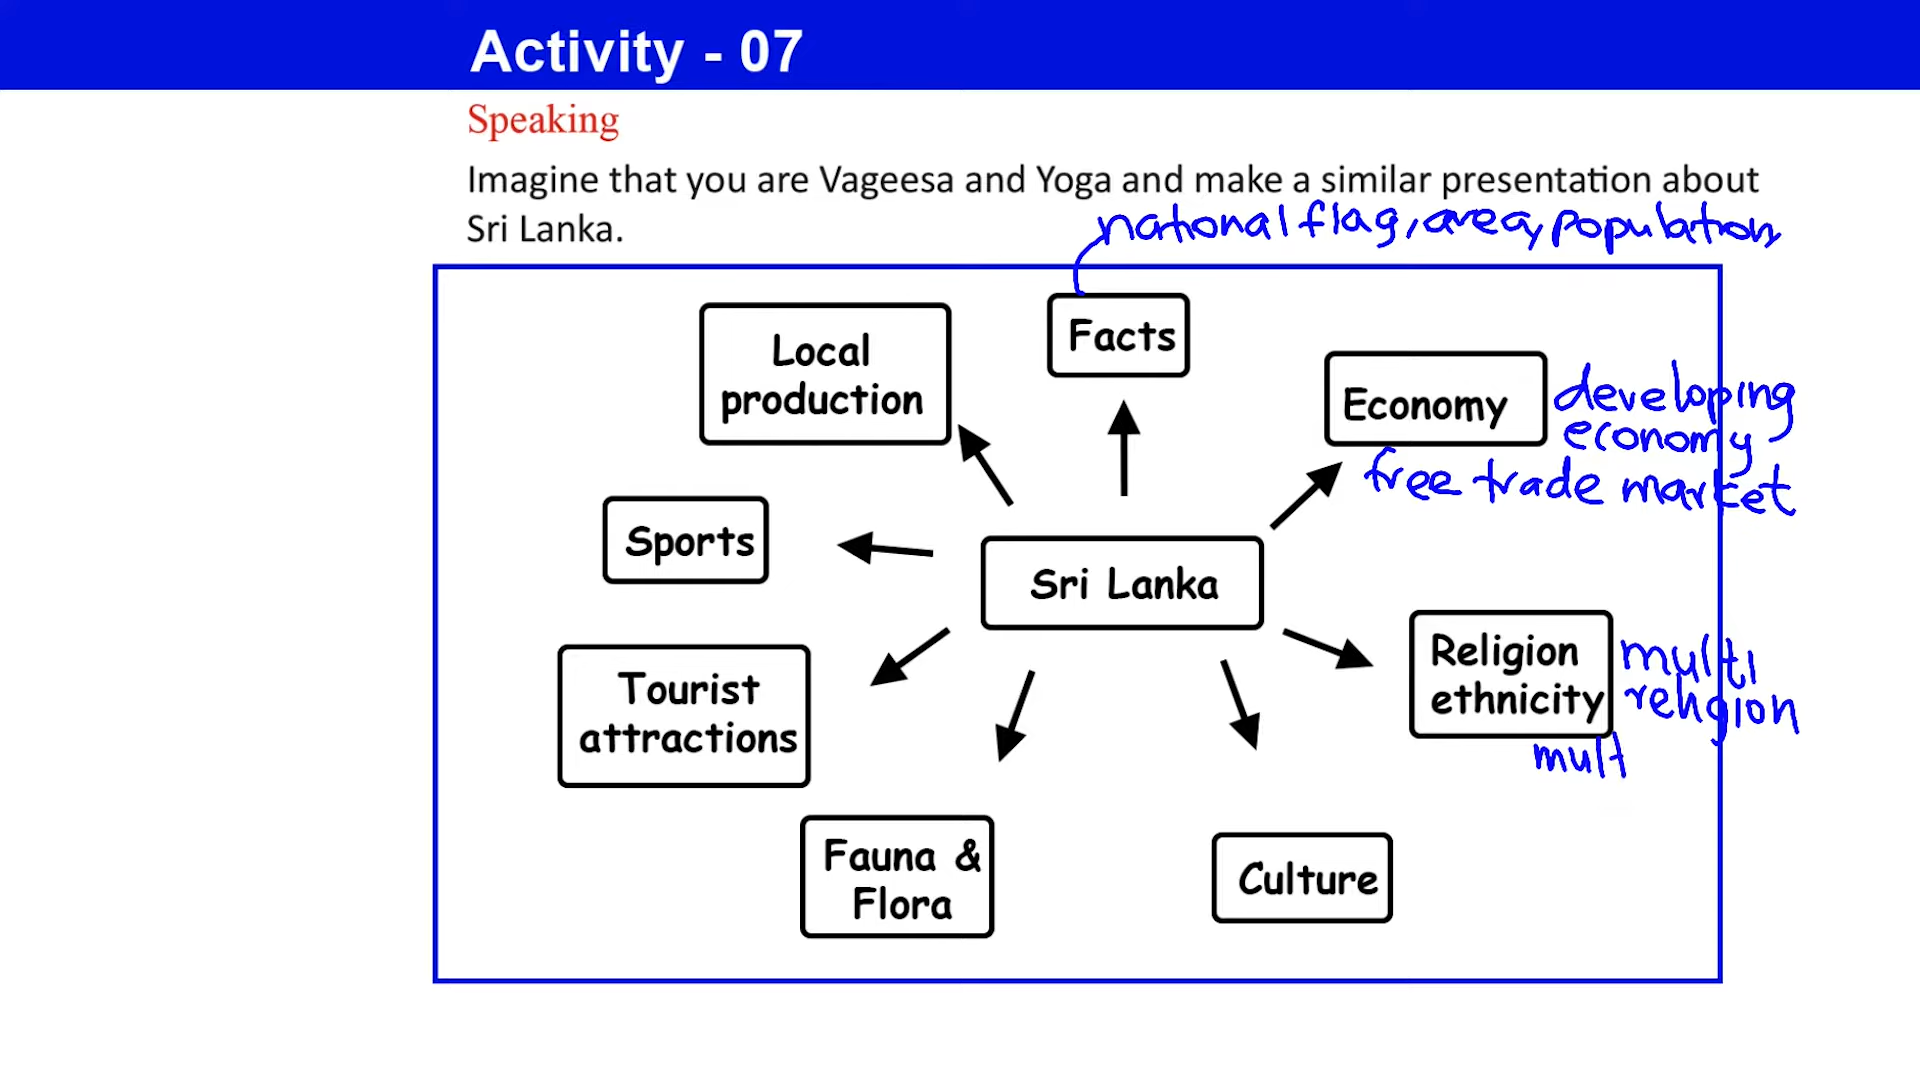 Activity - 07
Speaking
Imagine that you are Vageesa and Yoga and make a similar presentation about
Sri Lanka.
national flag, area, population
Facts
Local
production
Economy
developing
economy
free trade market
Sports
Sri Lanka
Religion
ethnicity
multi
religion
mult
Tourist
attractions
Fauna &
Flora
Culture